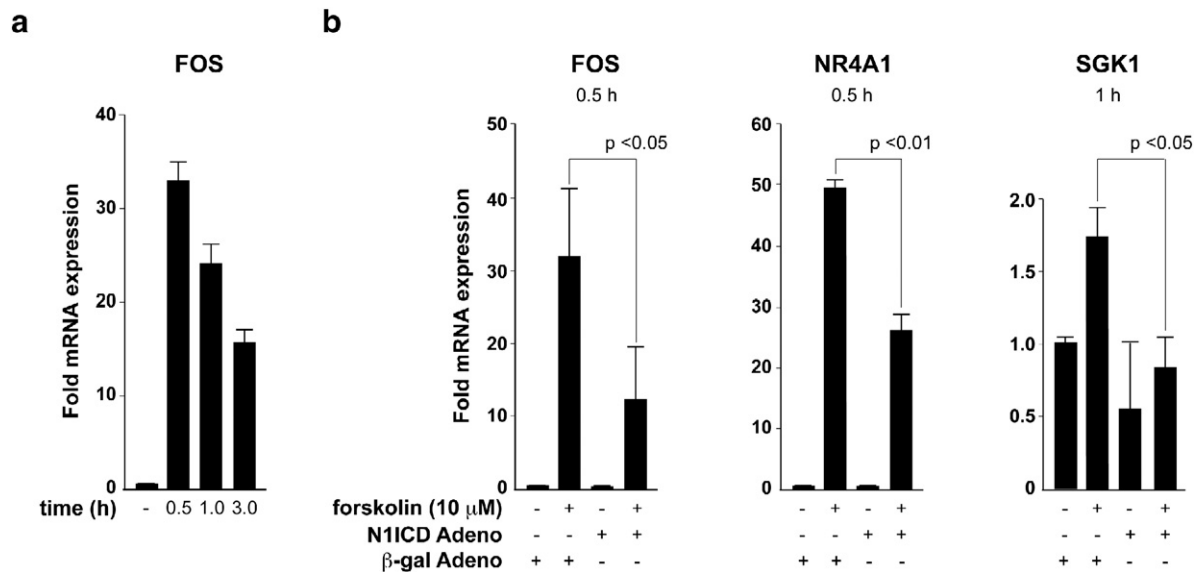 a
FOS
Fold mRNA expression
40
30
20
10
0
time (h) - 0.5 1.0 3.0
b
FOS
0.5 h
Fold mRNA expression
50
40
30
20
10
0
p <0.05
NR4A1
0.5 h
60
50
40
30
20
10
0
p <0.01
SGK1
1 h
2.0
1.5
1.0
0.5
0
p <0.05
forskolin (10 μM) - + - + - + - + - + - +
N1ICD Adeno - - + + - - + + - - + +
β-gal Adeno + + - - + + - - + + - -